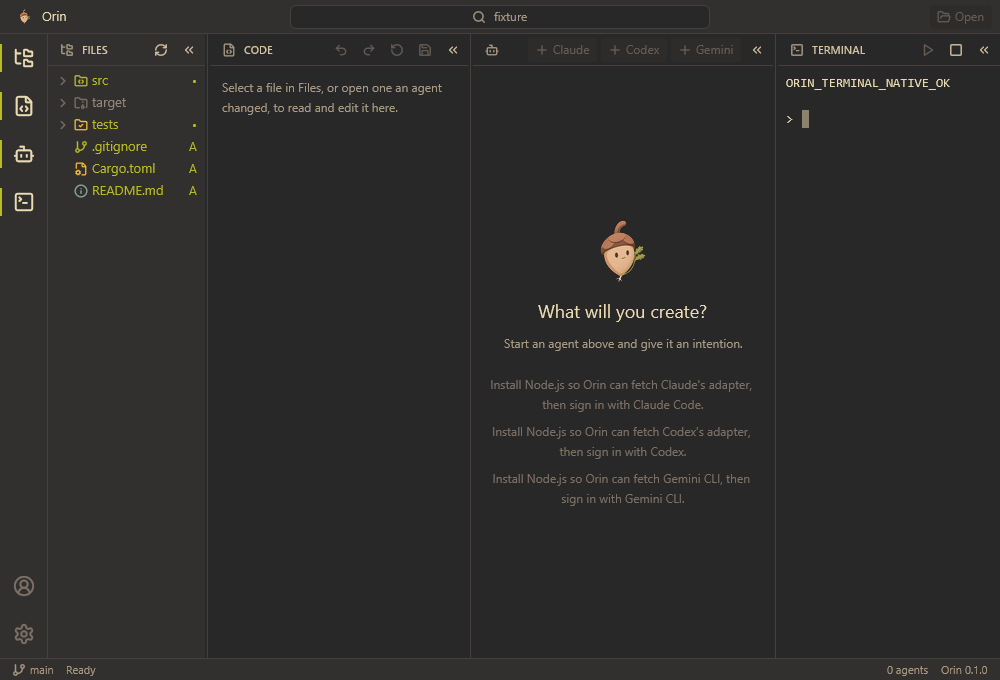 Orin
fixture
Open
FILES
CODE
Claude
Codex
Gemini
TERMINAL
src
target
tests
.gitignore A
Cargo.toml A
README.md A
Select a file in Files, or open one an agent
changed, to read and edit it here.
ORIN_TERMINAL_NATIVE_OK
>
What will you create?
Start an agent above and give it an intention.
Install Node.js so Orin can fetch Claude's adapter,
then sign in with Claude Code.
Install Node.js so Orin can fetch Codex's adapter,
then sign in with Codex.
Install Node.js so Orin can fetch Gemini CLI, then
sign in with Gemini CLI.
main Ready
0 agents Orin 0.1.0